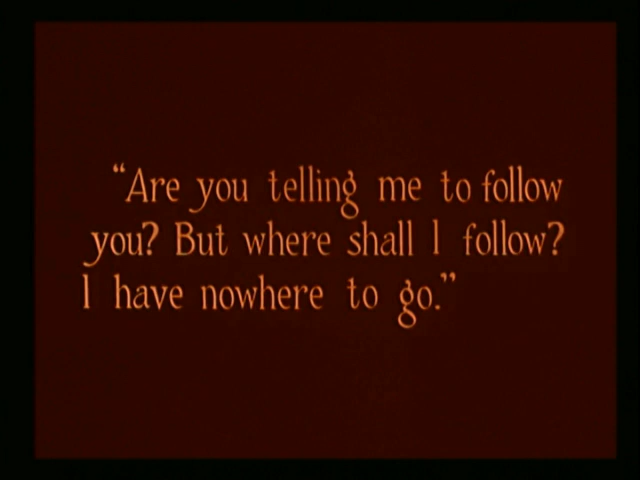 “Are you telling me to follow
you? But where shall I follow?
I have nowhere to go.”